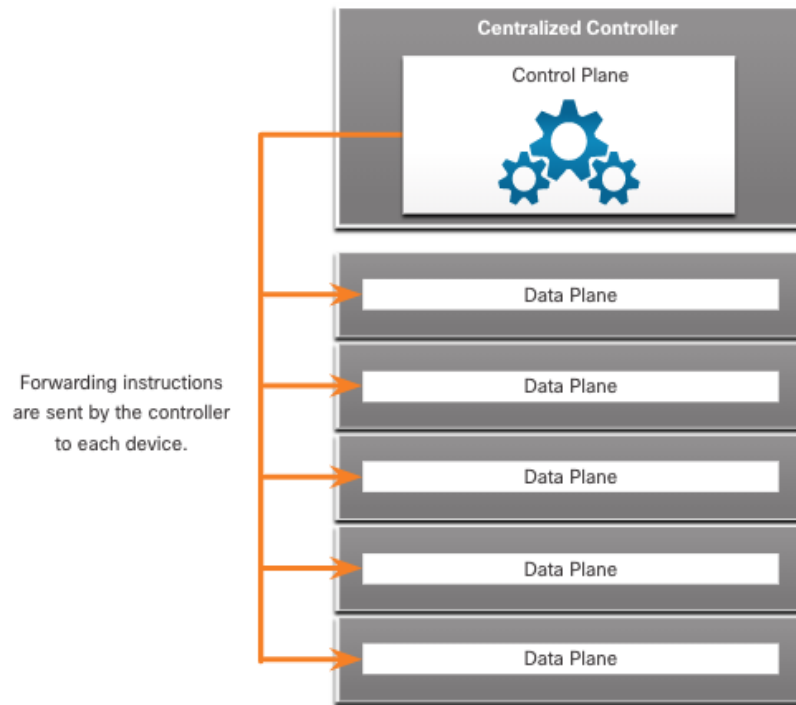 Centralized Controller
Control Plane
Data Plane
Data Plane
Forwarding instructions
are sent by the controller
to each device.
Data Plane
Data Plane
Data Plane